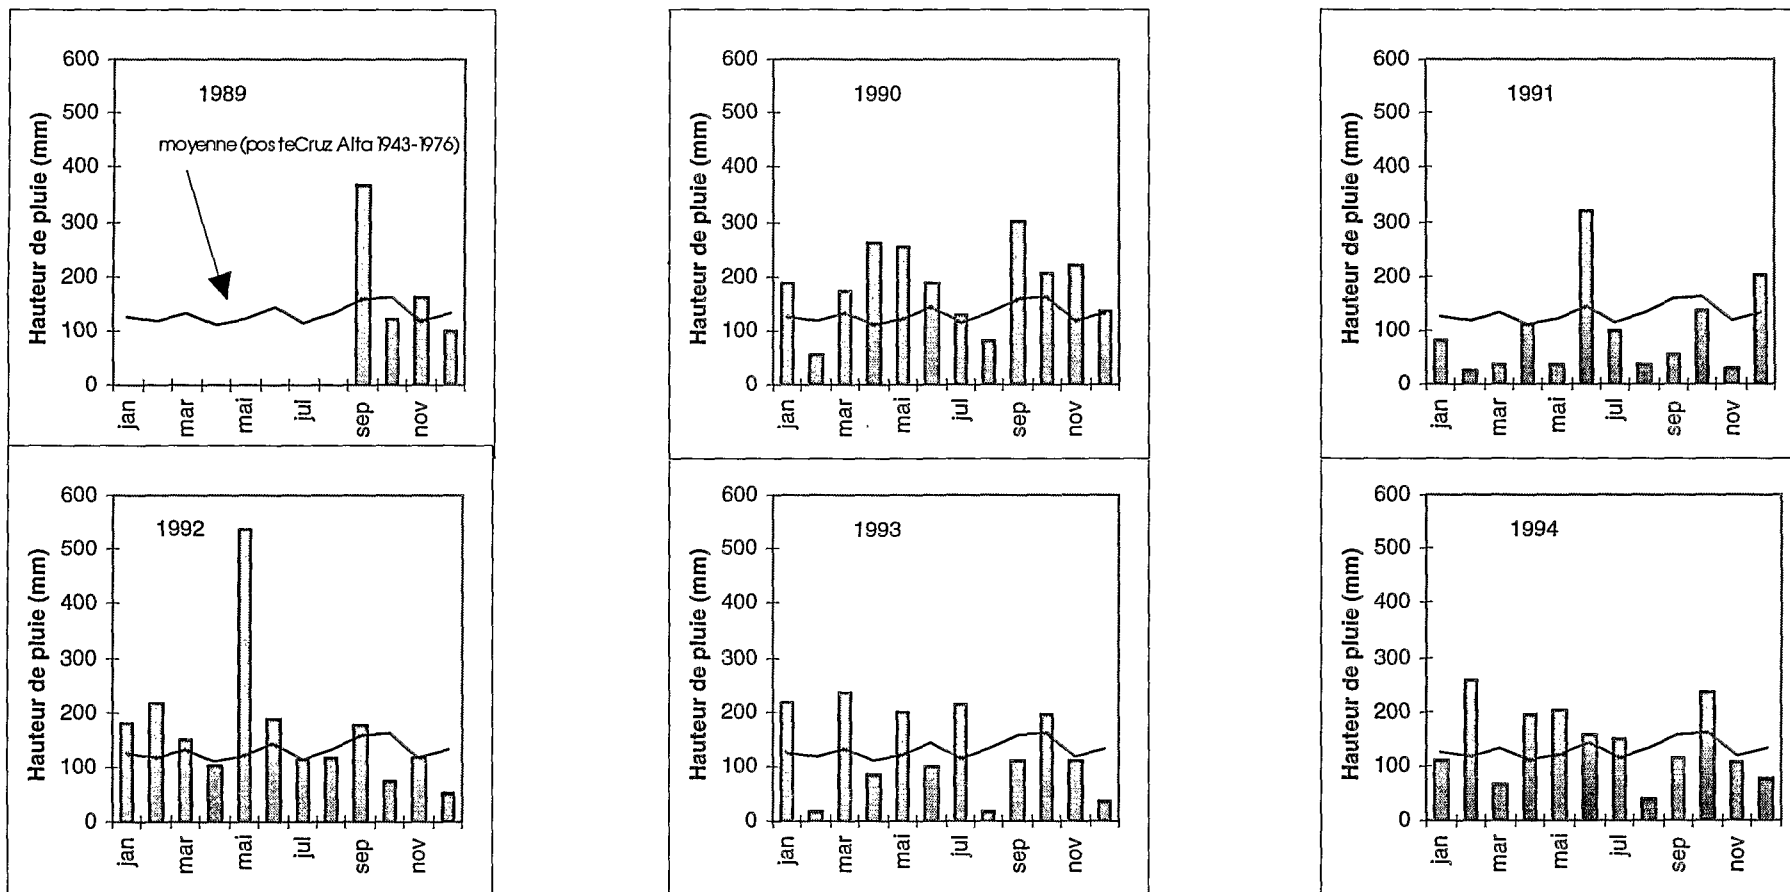 Hauteur de pluie (mm)
600
500
400
300
200
100
0
1989
moyenne (posteCruz Alta 1943-1976)
jan
mar
mai
jul
sep
nov
Hauteur de pluie (mm)
600
500
400
300
200
100
0
1990
jan
mar
mai
jul
sep
nov
Hauteur de pluie (mm)
600
500
400
300
200
100
0
1991
jan
mar
mai
jul
sep
nov
Hauteur de pluie (mm)
600
500
400
300
200
100
0
1992
jan
mar
mai
jul
sep
nov
Hauteur de pluie (mm)
600
500
400
300
200
100
0
1993
jan
mar
mai
jul
sep
nov
Hauteur de pluie (mm)
600
500
400
300
200
100
0
1994
jan
mar
mai
jul
sep
nov